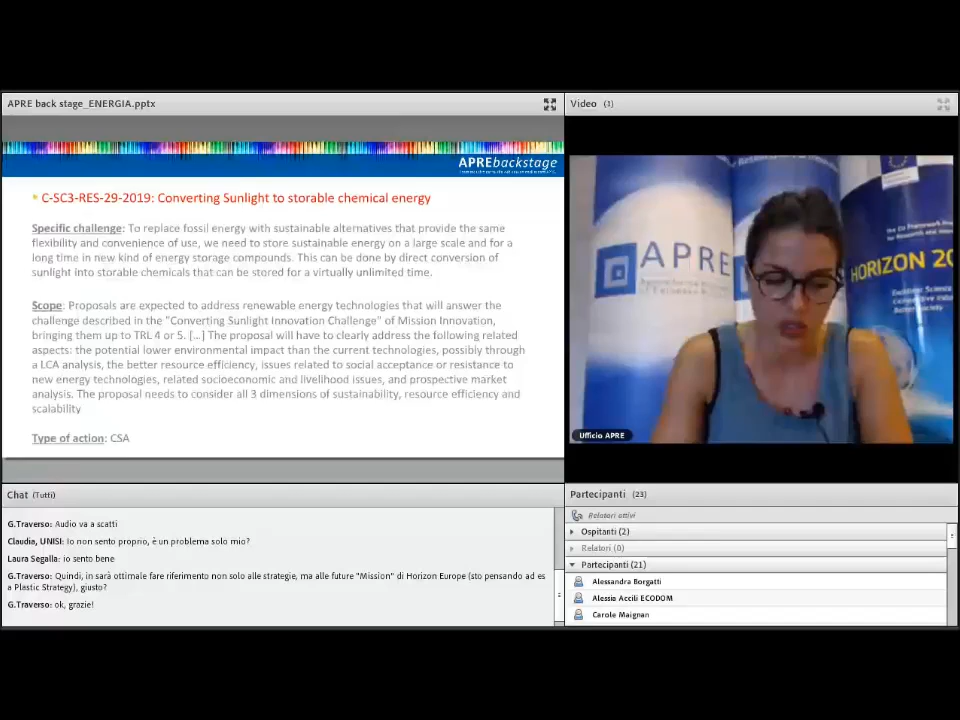 APRE back stage_ENERGIA.pptx
APREbackstage
C-SC3-RES-29-2019: Converting Sunlight to storable chemical energy
Specific challenge: To replace fossil energy with sustainable alternatives that provide the same
flexibility and convenience of use, we need to store sustainable energy on a large scale and for a
long time in new kind of energy storage compounds. This can be done by direct conversion of
sunlight into storable chemicals that can be stored for a virtually unlimited time.
Scope: Proposals are expected to address renewable energy technologies that will answer the
challenge described in the "Converting Sunlight Innovation Challenge" of Mission Innovation,
bringing them up to TRL 4 or 5. [...] The proposal will have to clearly address the following related
aspects: the potential lower environmental impact than the current technologies, possibly through
a LCA analysis, the better resource efficiency, issues related to social acceptance or resistance to
new energy technologies, related socioeconomic and livelihood issues, and prospective market
analysis. The proposal needs to consider all 3 dimensions of sustainability, resource efficiency and
scalability
Type of action: CSA
Video (1)
APRE
HORIZON 20
Ufficio APRE
Chat (Tutti)
G.Traverso: Audio va a scatti
Claudia, UNISI: Io non sento proprio, è un problema solo mio?
Laura Segalla: io sento bene
G.Traverso: Quindi, in sarà ottimale fare riferimento non solo alle strategie, ma alle future "Mission" di Horizon Europe (sto pensando ad es
a Plastic Strategy), giusto?
G.Traverso: ok, grazie!
Partecipanti (23)
Relatori attivi
Ospitanti (2)
Relatori (0)
Partecipanti (21)
Alessandra Borgatti
Alessio Accili ECODOM
Carole Maignan